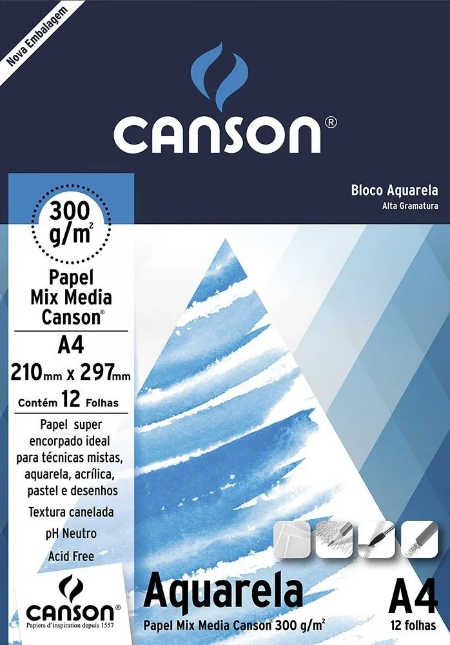 Nova Embalagem
CANSON®
Bloco Aquarela
Alta Gramatura
300
g/m²
Papel
Mix Media
Canson®
A4
210mm x 297mm
Contém 12 Folhas
Papel super
encorpado ideal
para técnicas mistas,
aquarela, acrílica,
pastel e desenhos
Textura canelada
pH Neutro
Acid Free
CANSON®
Papiers d'inspiration depuis 1557
Aquarela
Papel Mix Media Canson 300 g/m²
A4
12 folhas